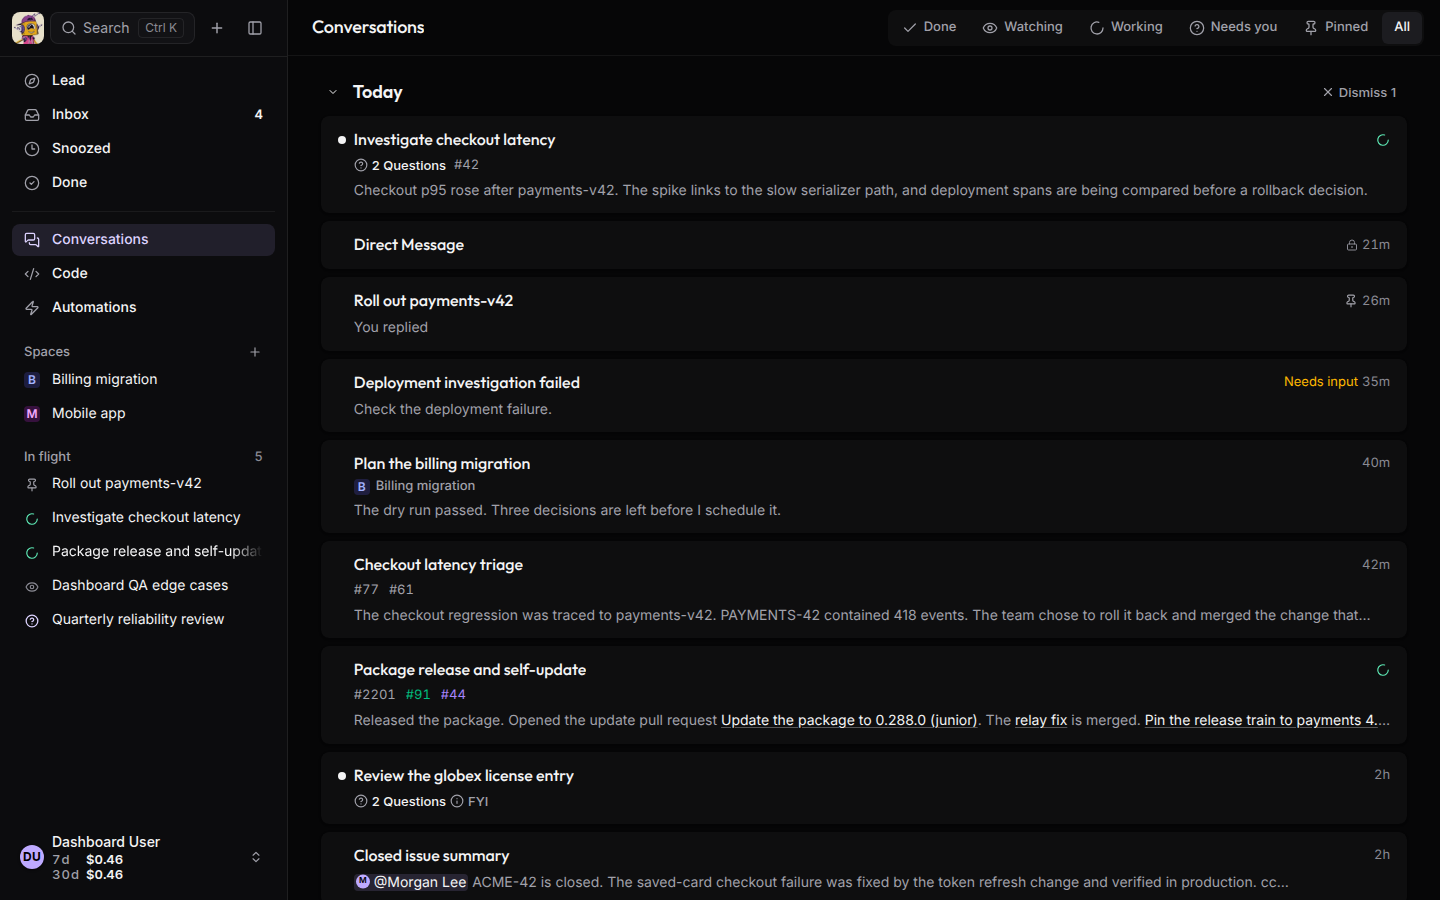 Search Ctrl K
Lead
Inbox 4
Snoozed
Done
Conversations
Code
Automations
Spaces
B Billing migration
M Mobile app
In flight 5
Roll out payments-v42
Investigate checkout latency
Package release and self-updat
Dashboard QA edge cases
Quarterly reliability review
DU Dashboard User
7d $0.46
30d $0.46
Conversations
Done Watching Working Needs you Pinned All
Today Dismiss 1
Investigate checkout latency
2 Questions #42
Checkout p95 rose after payments-v42. The spike links to the slow serializer path, and deployment spans are being compared before a rollback decision.
Direct Message 21m
Roll out payments-v42 26m
You replied
Deployment investigation failed Needs input 35m
Check the deployment failure.
Plan the billing migration 40m
B Billing migration
The dry run passed. Three decisions are left before I schedule it.
Checkout latency triage 42m
#77 #61
The checkout regression was traced to payments-v42. PAYMENTS-42 contained 418 events. The team chose to roll it back and merged the change that...
Package release and self-update
#2201 #91 #44
Released the package. Opened the update pull request Update the package to 0.288.0 (junior). The relay fix is merged. Pin the release train to payments 4....
Review the globex license entry 2h
2 Questions FYI
Closed issue summary 2h
M @Morgan Lee ACME-42 is closed. The saved-card checkout failure was fixed by the token refresh change and verified in production. cc...